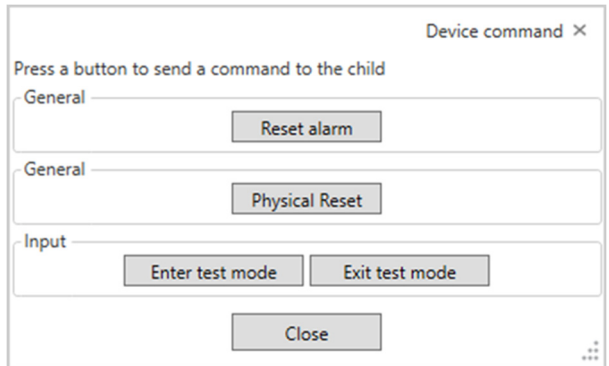 Device command ×
Press a button to send a command to the child
General
Reset alarm
General
Physical Reset
Input
Enter test mode Exit test mode
Close